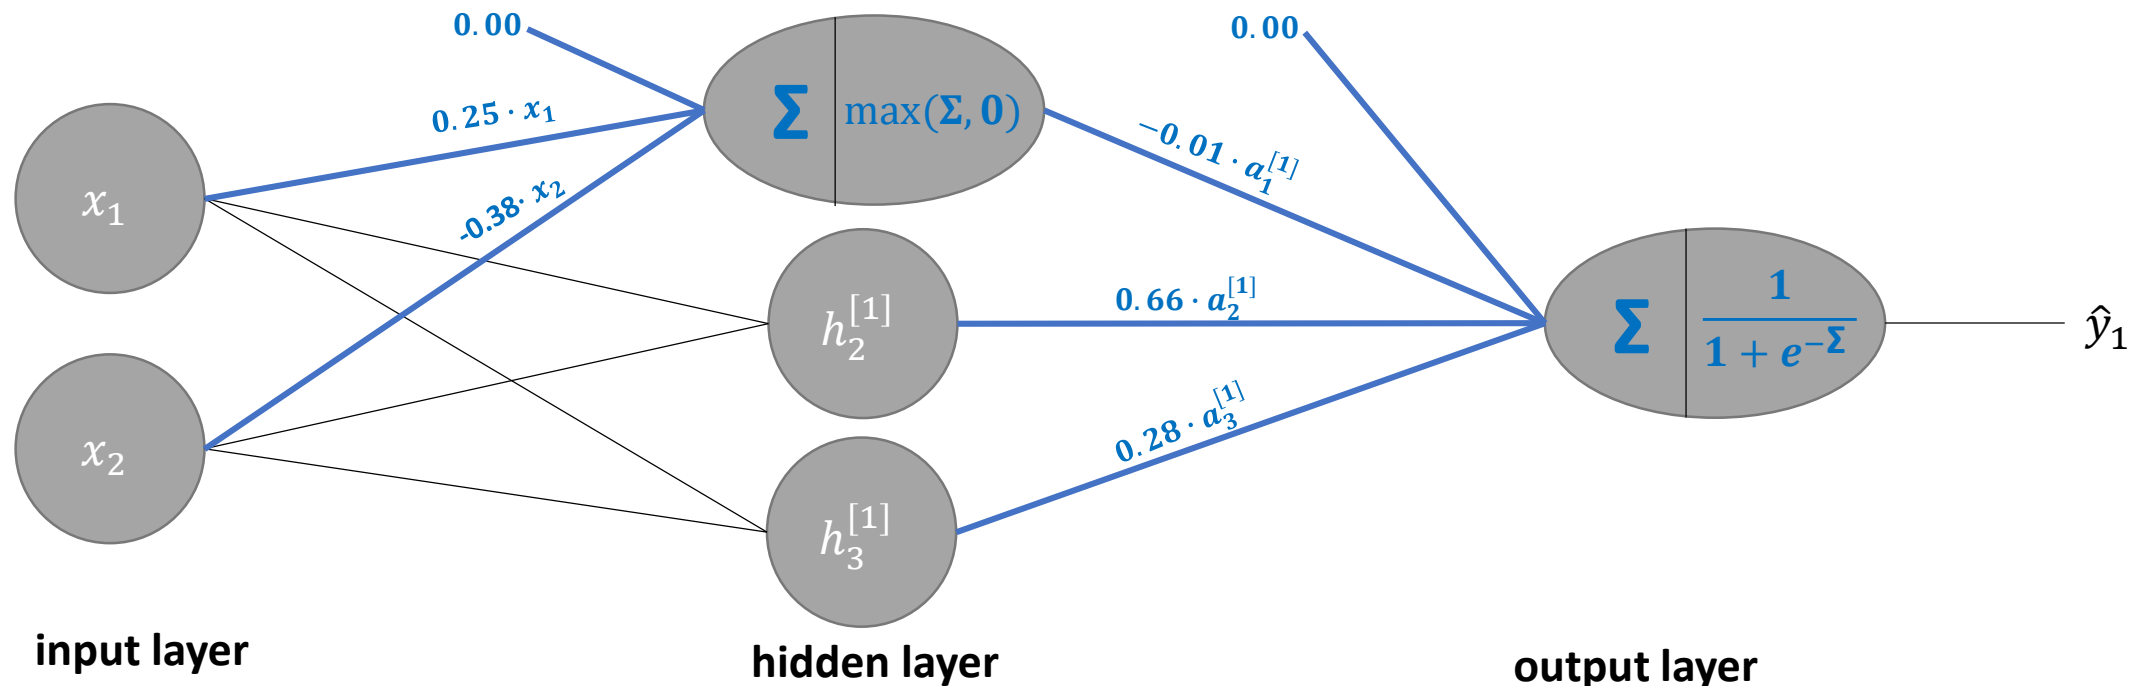 0.00
0.00
0.25 · x₁
Σ
max(Σ, 0)
−0.01 · a₁^[1]
x₁
-0.38· x₂
h₂^[1]
0.66 · a₂^[1]
Σ
1
1 + e^−Σ
ŷ₁
x₂
h₃^[1]
0.28 · a₃^[1]
input layer
hidden layer
output layer